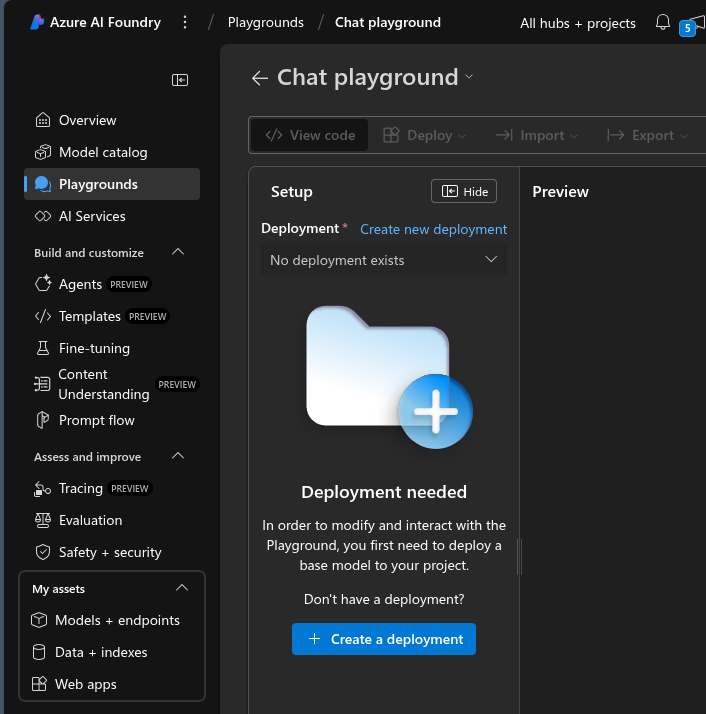 Azure AI Foundry / Playgrounds / Chat playground All hubs + projects 5
Chat playground
Overview
Model catalog
Playgrounds
AI Services
Build and customize
Agents PREVIEW
Templates PREVIEW
Fine-tuning
Content
Understanding PREVIEW
Prompt flow
Assess and improve
Tracing PREVIEW
Evaluation
Safety + security
My assets
Models + endpoints
Data + indexes
Web apps
View code Deploy Import Export
Setup Hide
Deployment * Create new deployment
No deployment exists
Deployment needed
In order to modify and interact with the
Playground, you first need to deploy a
base model to your project.
Don't have a deployment?
+ Create a deployment
Preview